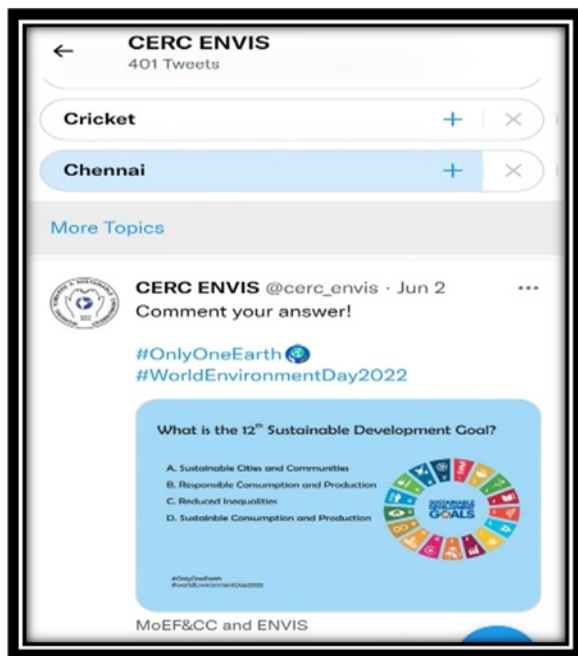 CERC ENVIS
401 Tweets
Cricket
Chennai
More Topics
CERC ENVIS @cerc_envis · Jun 2
Comment your answer!
#OnlyOneEarth
#WorldEnvironmentDay2022
What is the 12th Sustainable Development Goal?
A. Sustainable Cities and Communities
B. Responsible Consumption and Production
C. Reduced Inequalities
D. Sustainble Consumption and Production
SUSTAINABLE
DEVELOPMENT
GOALS
#OnlyOneEarth
#WorldEnvironmentDay2022
MoEF&CC and ENVIS